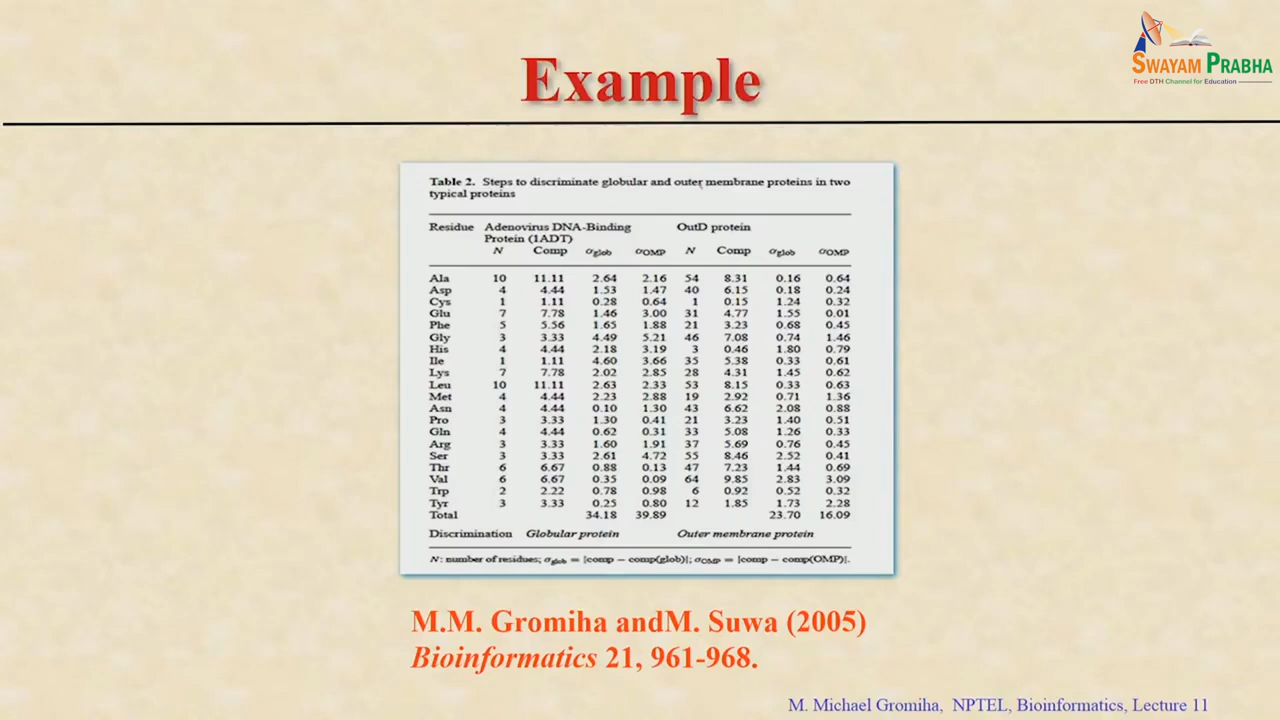 SWAYAM PRABHA
Free DTH Channel for Education
Example
Table 2. Steps to discriminate globular and outer membrane proteins in two
typical proteins
Residue Adenovirus DNA-Binding OutD protein
Protein (1ADT)
N Comp σglob σOMP N Comp σglob σOMP
Ala 10 11.11 2.64 2.16 54 8.31 0.16 0.64
Asp 4 4.44 1.53 1.47 40 6.15 0.18 0.24
Cys 1 1.11 0.28 0.64 1 0.15 1.24 0.32
Glu 7 7.78 1.46 3.00 31 4.77 1.55 0.01
Phe 5 5.56 1.65 1.88 21 3.23 0.68 0.45
Gly 3 3.33 4.49 5.21 46 7.08 0.74 1.46
His 4 4.44 2.18 3.19 3 0.46 1.80 0.79
Ile 1 1.11 4.60 3.66 35 5.38 0.33 0.61
Lys 7 7.78 2.02 2.85 28 4.31 1.45 0.62
Leu 10 11.11 2.63 2.33 53 8.15 0.33 0.63
Met 4 4.44 2.23 2.88 19 2.92 0.71 1.36
Asn 4 4.44 0.10 1.30 43 6.62 2.08 0.88
Pro 3 3.33 1.30 0.41 21 3.23 1.40 0.51
Gln 4 4.44 0.62 0.31 33 5.08 1.26 0.33
Arg 3 3.33 1.60 1.91 37 5.69 0.76 0.45
Ser 3 3.33 2.61 4.72 55 8.46 2.52 0.41
Thr 6 6.67 0.88 0.13 47 7.23 1.44 0.69
Val 6 6.67 0.35 0.09 64 9.85 2.83 3.09
Trp 2 2.22 0.78 0.98 6 0.92 0.52 0.32
Tyr 3 3.33 0.25 0.80 12 1.85 1.73 2.28
Total 34.18 39.89 23.70 16.09
Discrimination Globular protein Outer membrane protein
N: number of residues; σglob = |comp − comp(glob)|; σOMP = |comp − comp(OMP)|.
M.M. Gromiha andM. Suwa (2005)
Bioinformatics 21, 961-968.
M. Michael Gromiha, NPTEL, Bioinformatics, Lecture 11